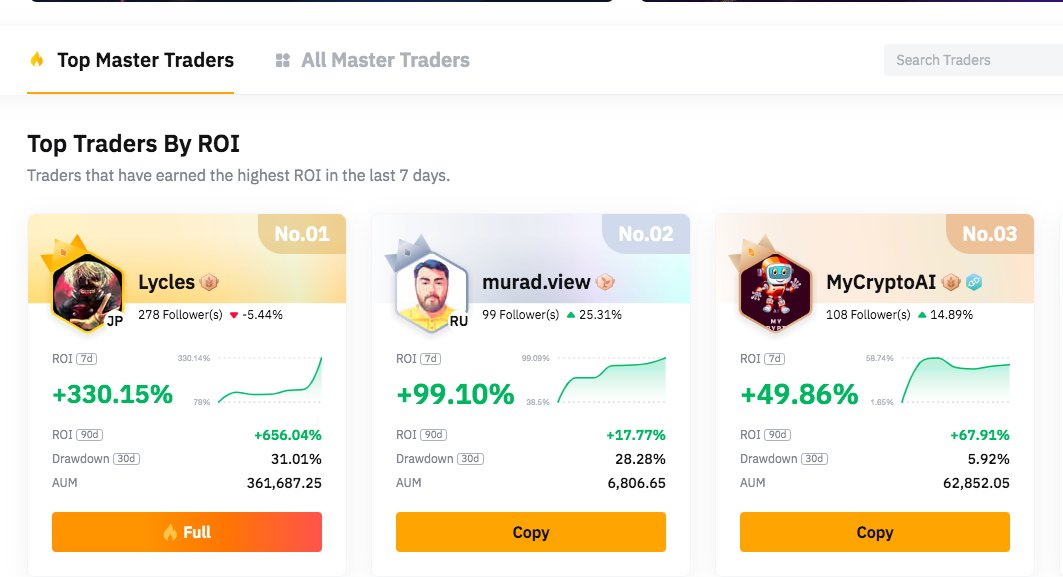 Top Master Traders
All Master Traders
Search Traders
Top Traders By ROI
Traders that have earned the highest ROI in the last 7 days.
No.01
Lycles
JP
278 Follower(s) -5.44%
ROI 7d
330.14%
+330.15%
78%
ROI 90d +656.04%
Drawdown 30d 31.01%
AUM 361,687.25
Full
No.02
murad.view
RU
99 Follower(s) 25.31%
ROI 7d
99.09%
+99.10%
38.5%
ROI 90d +17.77%
Drawdown 30d 28.28%
AUM 6,806.65
Copy
No.03
MyCryptoAI
MY
108 Follower(s) 14.89%
ROI 7d
58.74%
+49.86%
1.65%
ROI 90d +67.91%
Drawdown 30d 5.92%
AUM 62,852.05
Copy